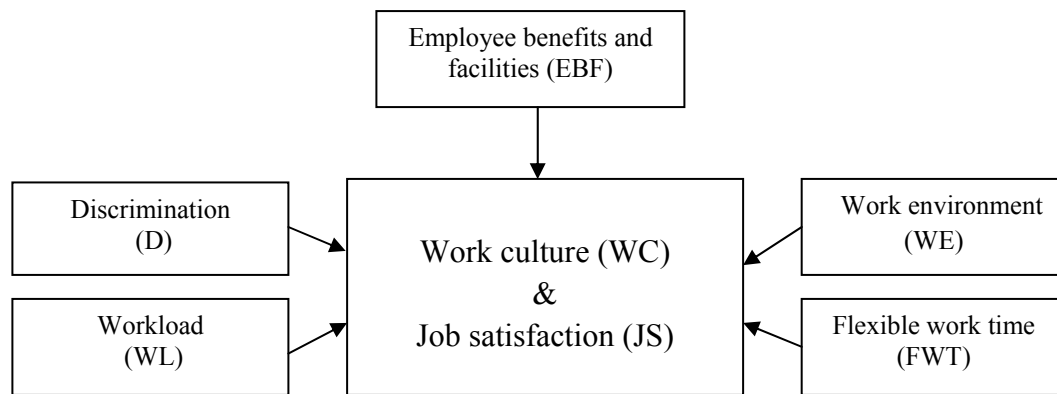 Employee benefits and
facilities (EBF)
Discrimination
(D)
Workload
(WL)
Work culture (WC)
&
Job satisfaction (JS)
Work environment
(WE)
Flexible work time
(FWT)